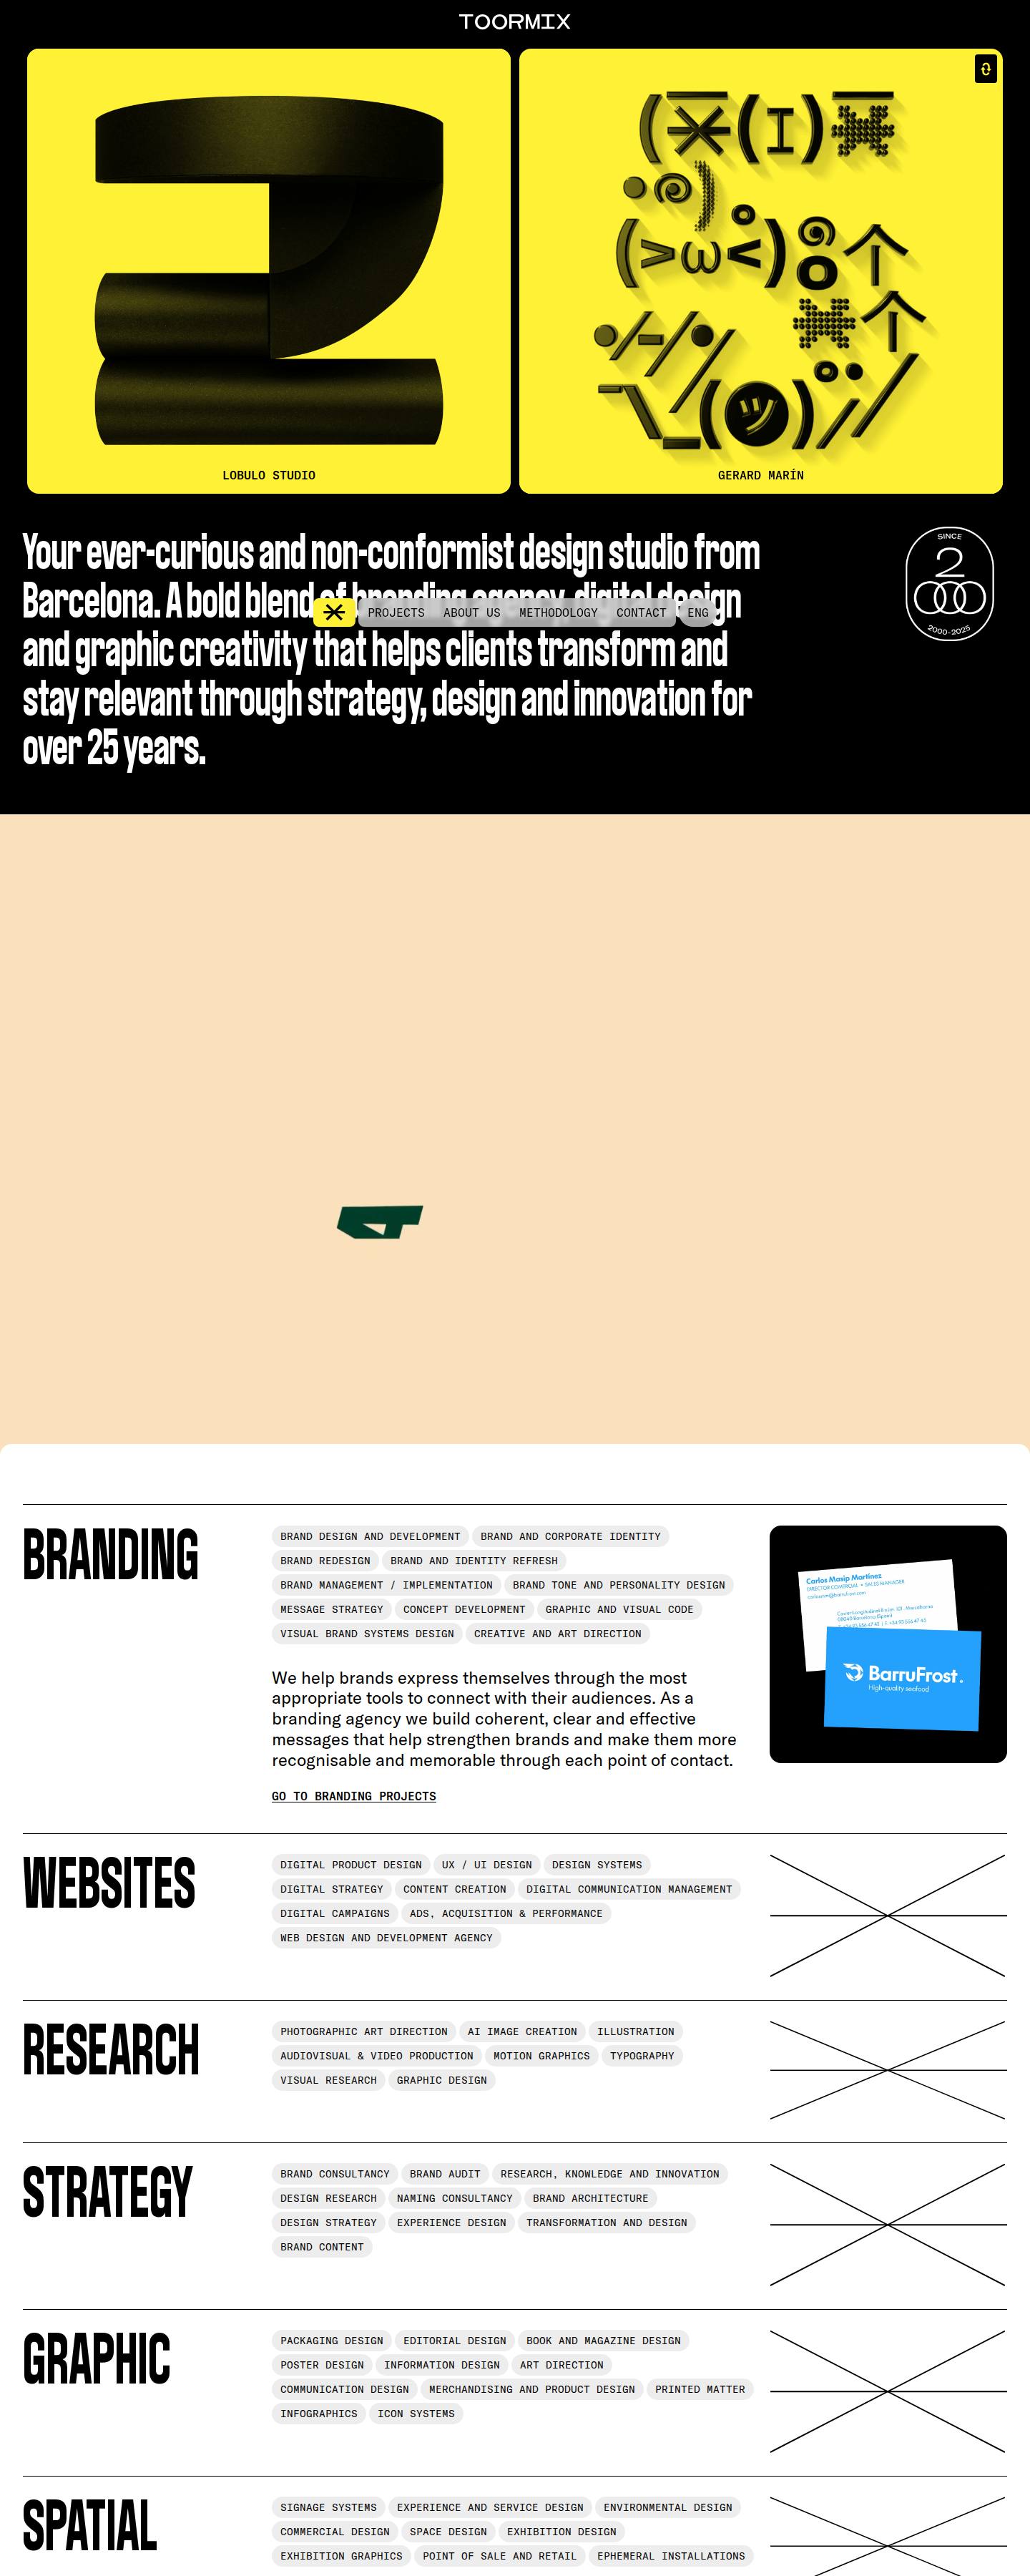 TOORMIX
LOBULO STUDIO
GERARD MARÍN
Your ever-curious and non-conformist design studio from
Barcelona. A bold blend of branding agency, digital design
and graphic creativity that helps clients transform and
stay relevant through strategy, design and innovation for
over 25 years.
SINCE
2000
2000-2025
PROJECTS ABOUT US METHODOLOGY CONTACT ENG
BRANDING
BRAND DESIGN AND DEVELOPMENT BRAND AND CORPORATE IDENTITY
BRAND REDESIGN BRAND AND IDENTITY REFRESH
BRAND MANAGEMENT / IMPLEMENTATION BRAND TONE AND PERSONALITY DESIGN
MESSAGE STRATEGY CONCEPT DEVELOPMENT GRAPHIC AND VISUAL CODE
VISUAL BRAND SYSTEMS DESIGN CREATIVE AND ART DIRECTION
We help brands express themselves through the most
appropriate tools to connect with their audiences. As a
branding agency we build coherent, clear and effective
messages that help strengthen brands and make them more
recognisable and memorable through each point of contact.
GO TO BRANDING PROJECTS
Carlos Masip Martínez
BarruFrost.
High-quality seafood
WEBSITES
DIGITAL PRODUCT DESIGN UX / UI DESIGN DESIGN SYSTEMS
DIGITAL STRATEGY CONTENT CREATION DIGITAL COMMUNICATION MANAGEMENT
DIGITAL CAMPAIGNS ADS, ACQUISITION & PERFORMANCE
WEB DESIGN AND DEVELOPMENT AGENCY
RESEARCH
PHOTOGRAPHIC ART DIRECTION AI IMAGE CREATION ILLUSTRATION
AUDIOVISUAL & VIDEO PRODUCTION MOTION GRAPHICS TYPOGRAPHY
VISUAL RESEARCH GRAPHIC DESIGN
STRATEGY
BRAND CONSULTANCY BRAND AUDIT RESEARCH, KNOWLEDGE AND INNOVATION
DESIGN RESEARCH NAMING CONSULTANCY BRAND ARCHITECTURE
DESIGN STRATEGY EXPERIENCE DESIGN TRANSFORMATION AND DESIGN
BRAND CONTENT
GRAPHIC
PACKAGING DESIGN EDITORIAL DESIGN BOOK AND MAGAZINE DESIGN
POSTER DESIGN INFORMATION DESIGN ART DIRECTION
COMMUNICATION DESIGN MERCHANDISING AND PRODUCT DESIGN PRINTED MATTER
INFOGRAPHICS ICON SYSTEMS
SPATIAL
SIGNAGE SYSTEMS EXPERIENCE AND SERVICE DESIGN ENVIRONMENTAL DESIGN
COMMERCIAL DESIGN SPACE DESIGN EXHIBITION DESIGN
EXHIBITION GRAPHICS POINT OF SALE AND RETAIL EPHEMERAL INSTALLATIONS